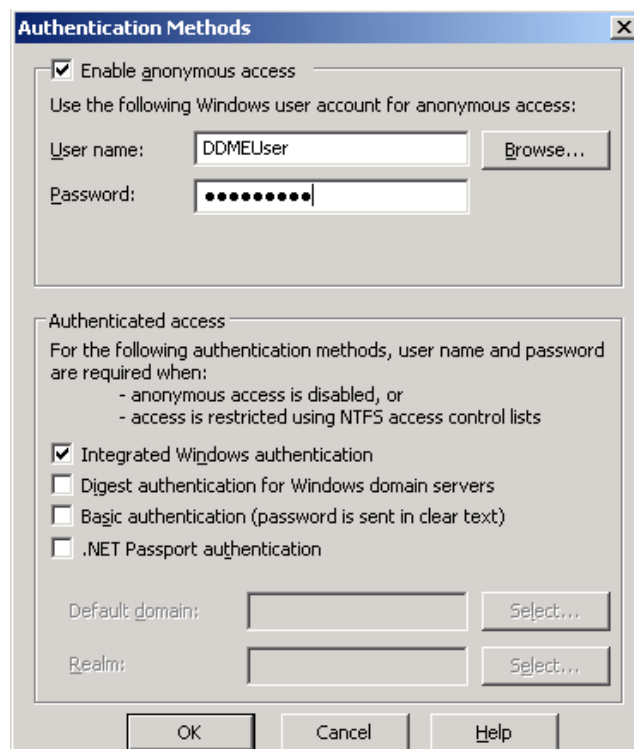 Authentication Methods
Enable anonymous access
Use the following Windows user account for anonymous access:
User name:
DDMEUser
Browse...
Password:
●●●●●●●●●
Authenticated access
For the following authentication methods, user name and password
are required when:
- anonymous access is disabled, or
- access is restricted using NTFS access control lists
Integrated Windows authentication
Digest authentication for Windows domain servers
Basic authentication (password is sent in clear text)
.NET Passport authentication
Default domain:
Select...
Realm:
Select...
OK
Cancel
Help